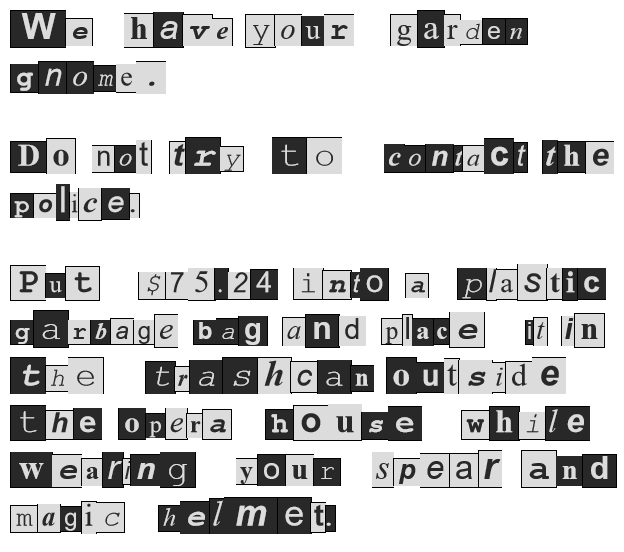 We have your garden
gnome.
Do not try to contact the
police.
Put $75.24 into a plastic
garbage bag and place it in
the trashcan outside
the opera house while
wearing your spear and
magic helmet.